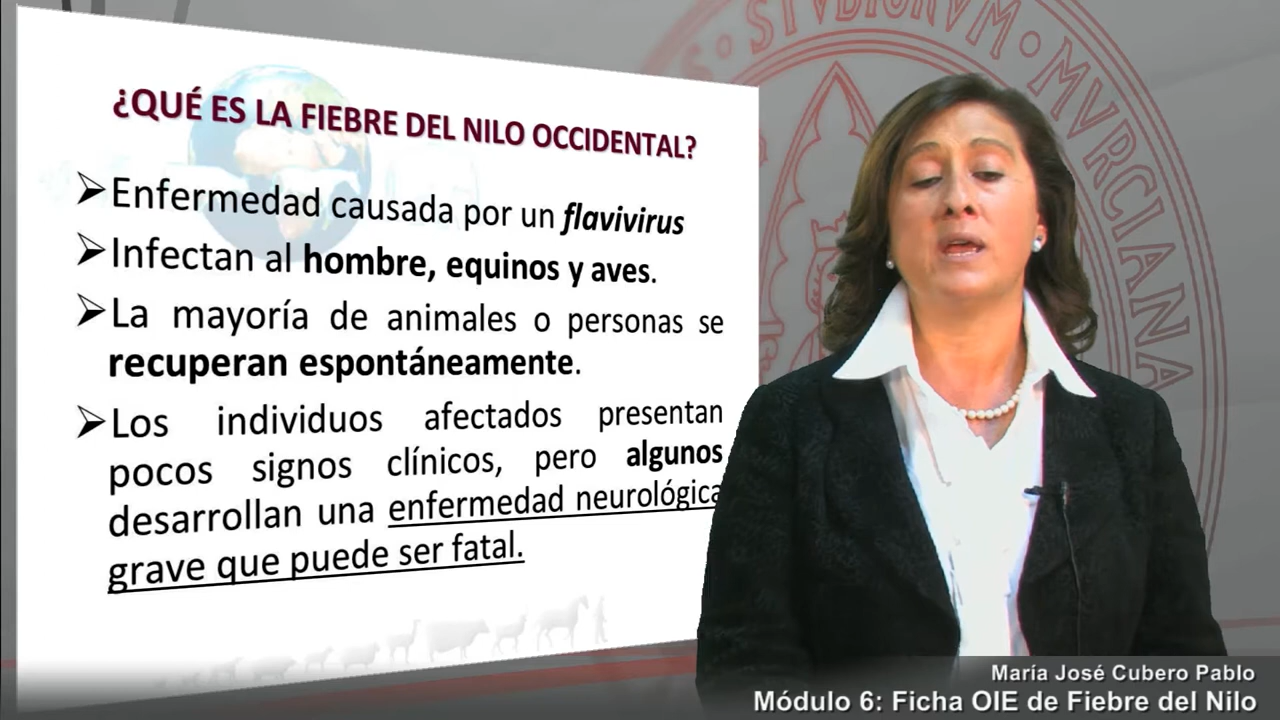 STVDIORVM · MVRCIANA
¿QUÉ ES LA FIEBRE DEL NILO OCCIDENTAL?
Enfermedad causada por un flavivirus
Infectan al hombre, equinos y aves.
La mayoría de animales o personas se
recuperan espontáneamente.
Los individuos afectados presentan
pocos signos clínicos, pero algunos
desarrollan una enfermedad neurológica
grave que puede ser fatal.
María José Cubero Pablo
Módulo 6: Ficha OIE de Fiebre del Nilo